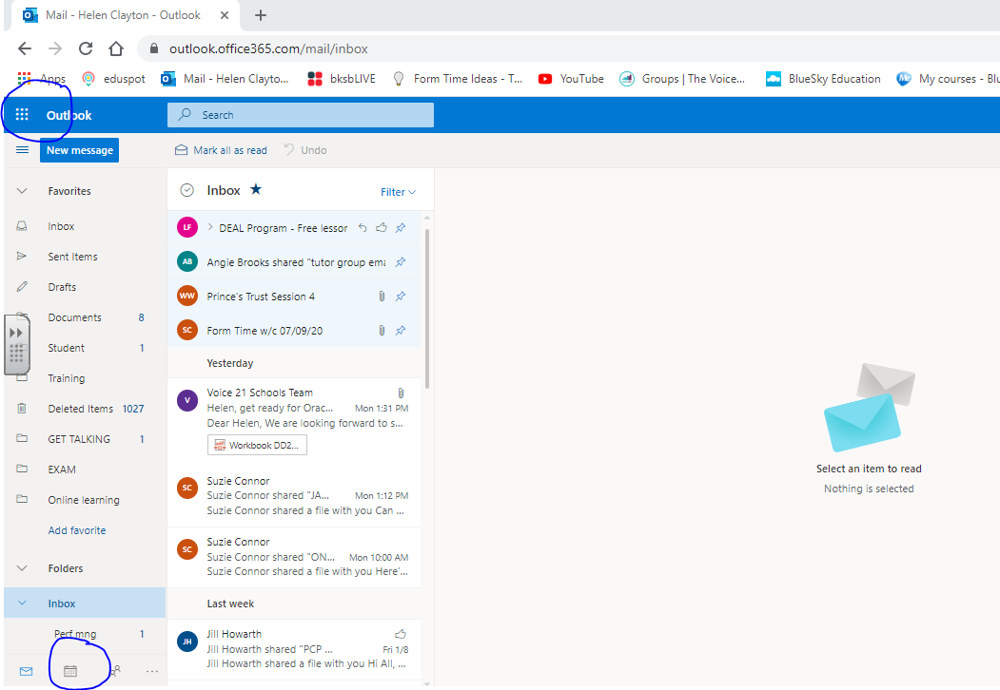 Mail - Helen Clayton - Outlook
outlook.office365.com/mail/inbox
Apps eduspot Mail - Helen Clayto... bksbLIVE Form Time Ideas - T... YouTube Groups | The Voice... BlueSky Education My courses - Blu
Outlook Search
New message Mark all as read Undo
Favorites
Inbox
Sent Items
Drafts
Documents 8
Student 1
Training
Deleted Items 1027
GET TALKING 1
EXAM
Online learning
Add favorite
Folders
Inbox
Perf mng 1
Inbox ★ Filter
LF DEAL Program - Free lessor
AB Angie Brooks shared "tutor group ema
WW Prince's Trust Session 4
SC Form Time w/c 07/09/20
Yesterday
V Voice 21 Schools Team
Helen, get ready for Orac... Mon 1:31 PM
Dear Helen, We are looking forward to s...
Workbook DD2...
SC Suzie Connor
Suzie Connor shared "JA... Mon 1:12 PM
Suzie Connor shared a file with you Can ...
SC Suzie Connor
Suzie Connor shared "ON... Mon 10:00 AM
Suzie Connor shared a file with you Here'...
Last week
JH Jill Howarth
Jill Howarth shared "PCP ... Fri 1/8
Jill Howarth shared a file with you Hi All, ...
Select an item to read
Nothing is selected